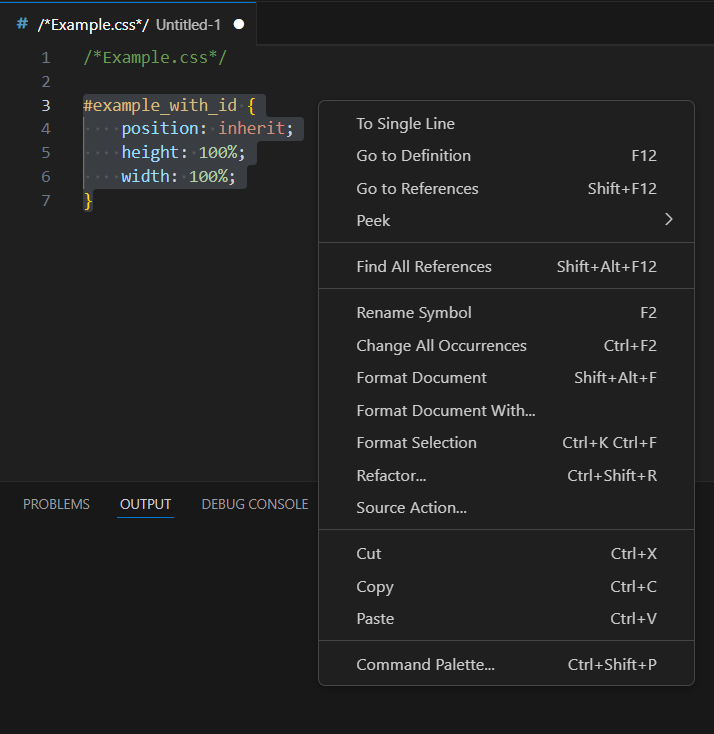 # /*Example.css*/ Untitled-1
1 /*Example.css*/
2
3 #example_with_id {
4 position: inherit;
5 height: 100%;
6 width: 100%;
7 }
To Single Line
Go to Definition F12
Go to References Shift+F12
Peek
Find All References Shift+Alt+F12
Rename Symbol F2
Change All Occurrences Ctrl+F2
Format Document Shift+Alt+F
Format Document With...
Format Selection Ctrl+K Ctrl+F
Refactor... Ctrl+Shift+R
Source Action...
Cut Ctrl+X
Copy Ctrl+C
Paste Ctrl+V
Command Palette... Ctrl+Shift+P
PROBLEMS OUTPUT DEBUG CONSOLE